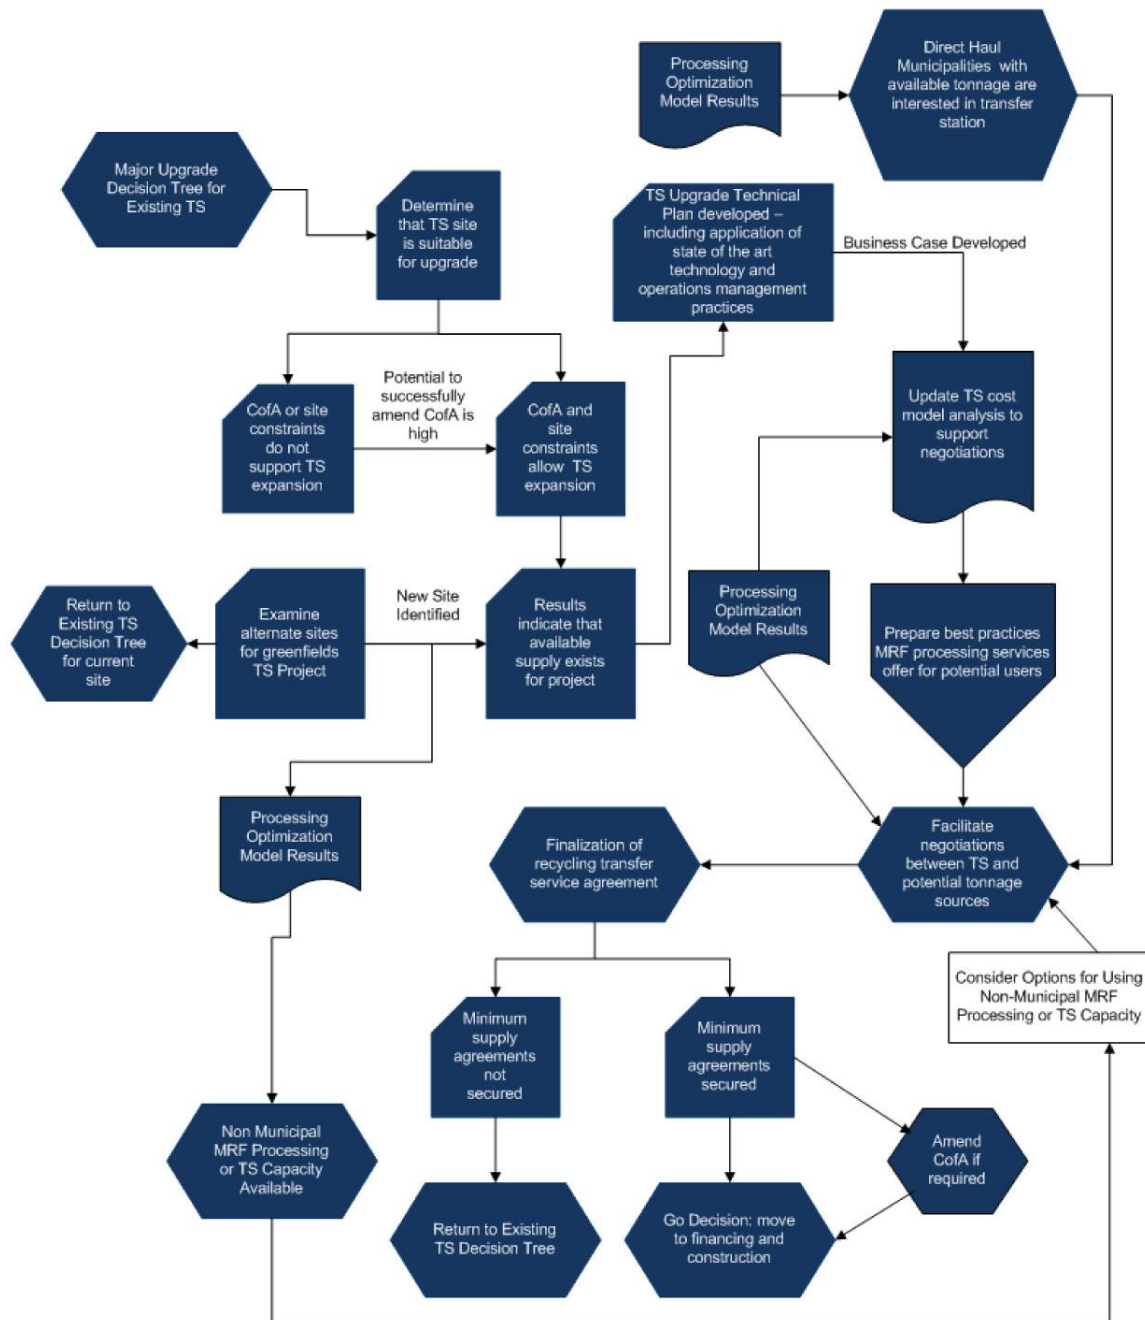 Processing
Optimization
Model Results
Direct Haul
Municipalities with
available tonnage are
interested in transfer
station
Major Upgrade
Decision Tree for
Existing TS
Determine
that TS site
is suitable
for upgrade
TS Upgrade Technical
Plan developed –
including application of
state of the art
technology and
operations management
practices
Business Case Developed
CofA or site
constraints
do not
support TS
expansion
Potential to
successfully
amend CofA is
high
CofA and
site
constraints
allow TS
expansion
Update TS cost
model analysis to
support
negotiations
Return to
Existing TS
Decision Tree
for current
site
Examine
alternate sites
for greenfields
TS Project
New Site
Identified
Results
indicate that
available
supply exists
for project
Processing
Optimization
Model Results
Prepare best practices
MRF processing services
offer for potential users
Processing
Optimization
Model Results
Finalization of
recycling transfer
service agreement
Facilitate
negotiations
between TS and
potential tonnage
sources
Consider Options for Using
Non-Municipal MRF
Processing or TS Capacity
Minimum
supply
agreements
not
secured
Minimum
supply
agreements
secured
Non Municipal
MRF Processing
or TS Capacity
Available
Amend
CofA if
required
Return to Existing
TS Decision Tree
Go Decision: move
to financing and
construction